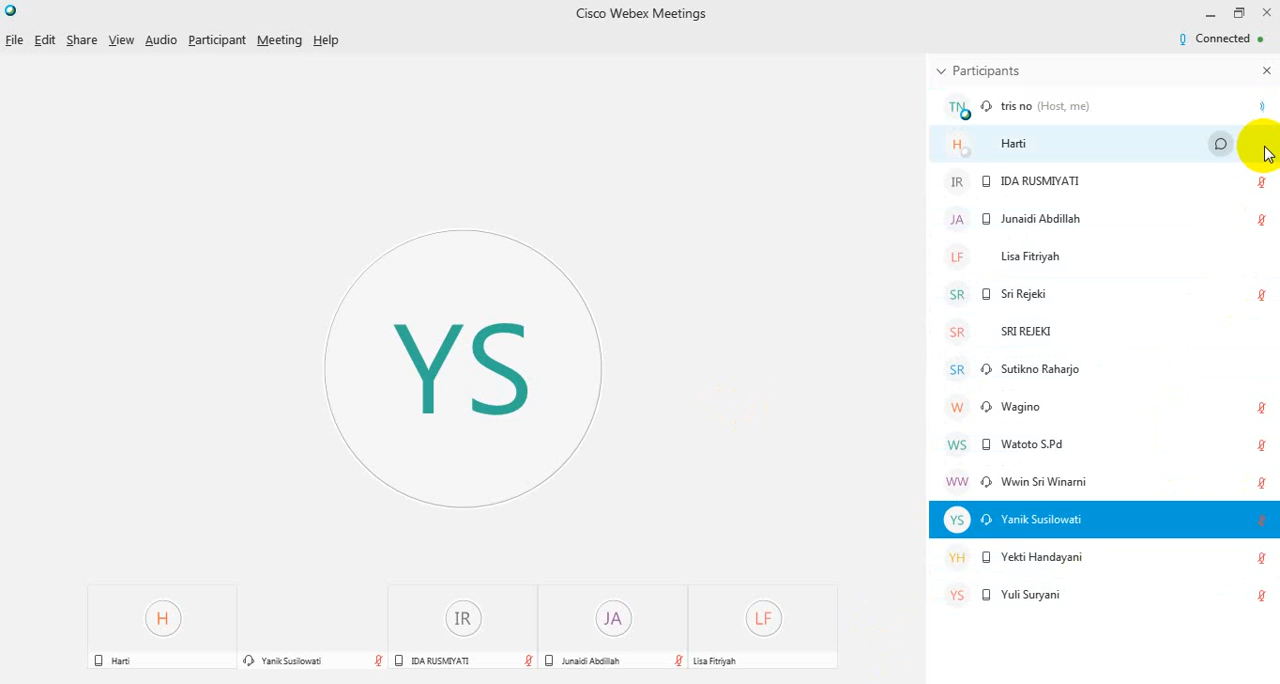 Cisco Webex Meetings
File Edit Share View Audio Participant Meeting Help
Connected
Participants
TN tris no (Host, me)
H Harti
IR IDA RUSMIYATI
JA Junaidi Abdillah
LF Lisa Fitriyah
SR Sri Rejeki
SR SRI REJEKI
SR Sutikno Raharjo
W Wagino
WS Watoto S.Pd
WW Wwin Sri Winarni
YS Yanik Susilowati
YH Yekti Handayani
YS Yuli Suryani
YS
H IR JA LF
Harti Yanik Susilowati IDA RUSMIYATI Junaidi Abdillah Lisa Fitriyah